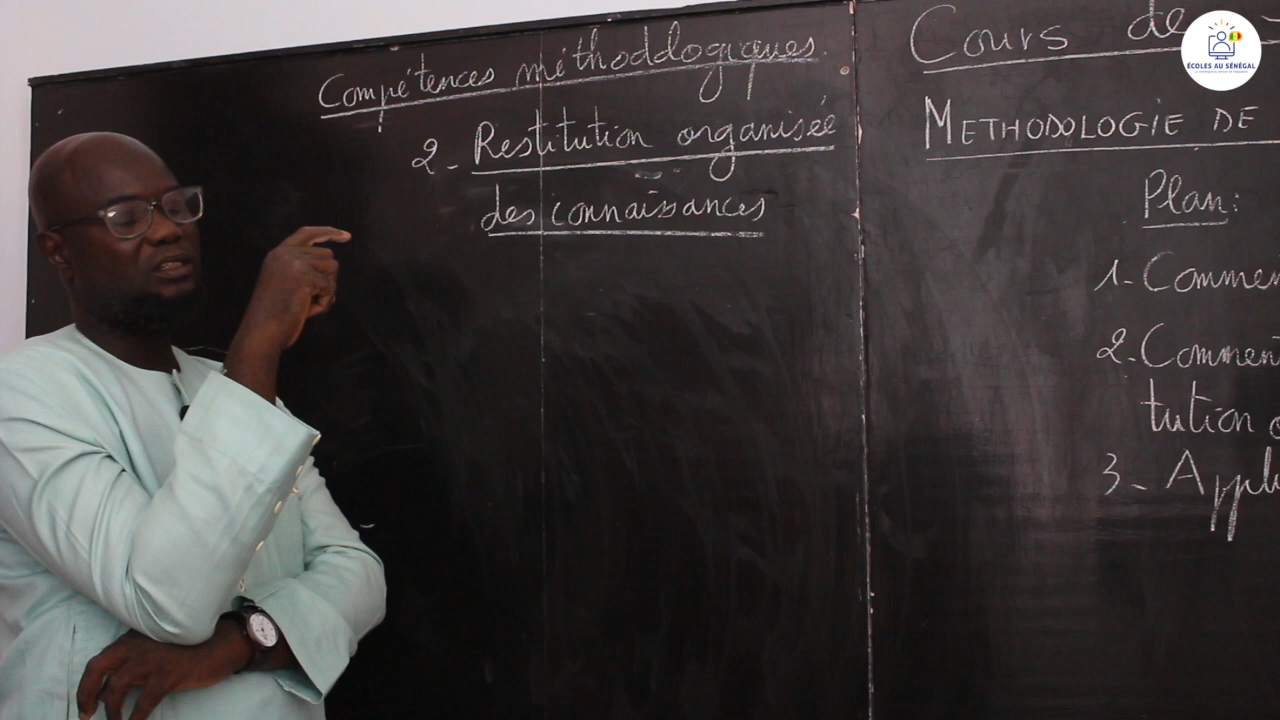 Compétences méthodologiques.
2- Restitution organisée
des connaissances
Cours de
METHODOLOGIE DE
Plan:
1- Commen
2- Comment
tution o
3- Appli
ÉCOLES AU SÉNÉGAL